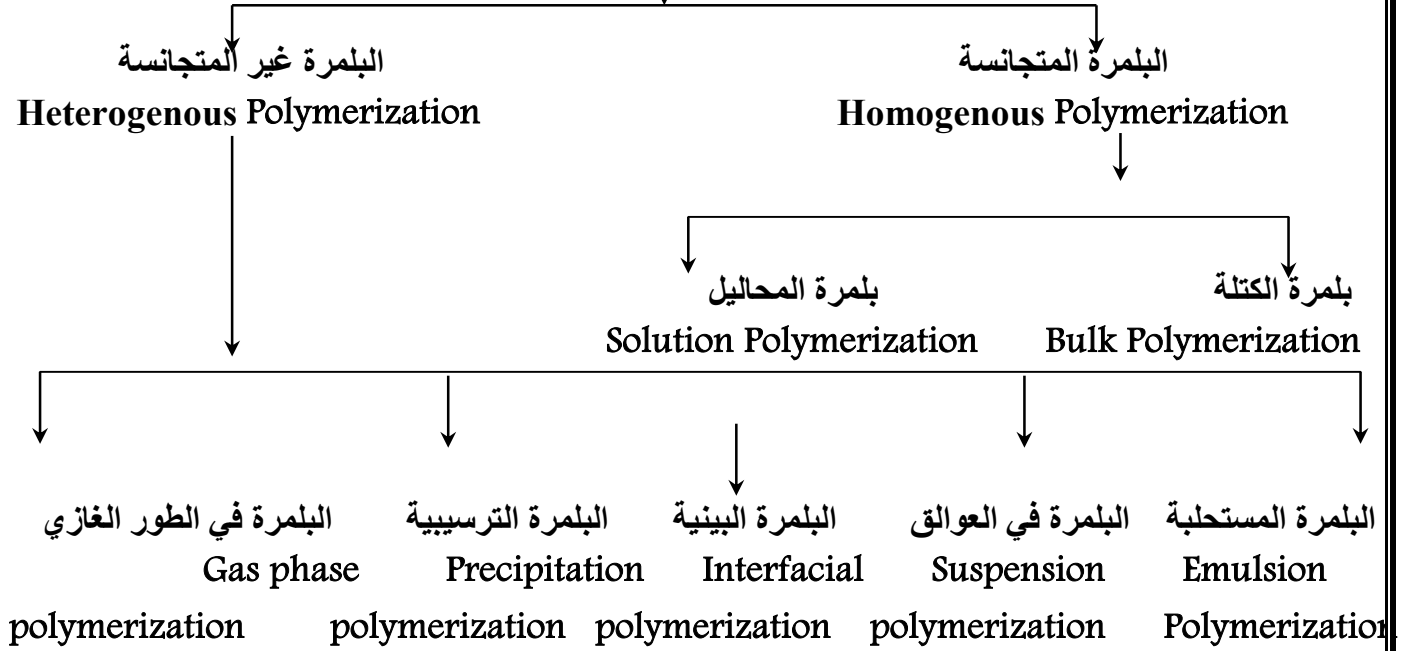 البلمرة المتجانسة
Homogenous Polymerization
البلمرة غير المتجانسة
Heterogenous Polymerization
بلمرة الكتلة
Bulk Polymerization
بلمرة المحاليل
Solution Polymerization
البلمرة المستحلبة
Emulsion
Polymerization
البلمرة في العوالق
Suspension
polymerization
البلمرة البينية
Interfacial
polymerization
البلمرة الترسيبية
Precipitation
polymerization
البلمرة في الطور الغازي
Gas phase
polymerization